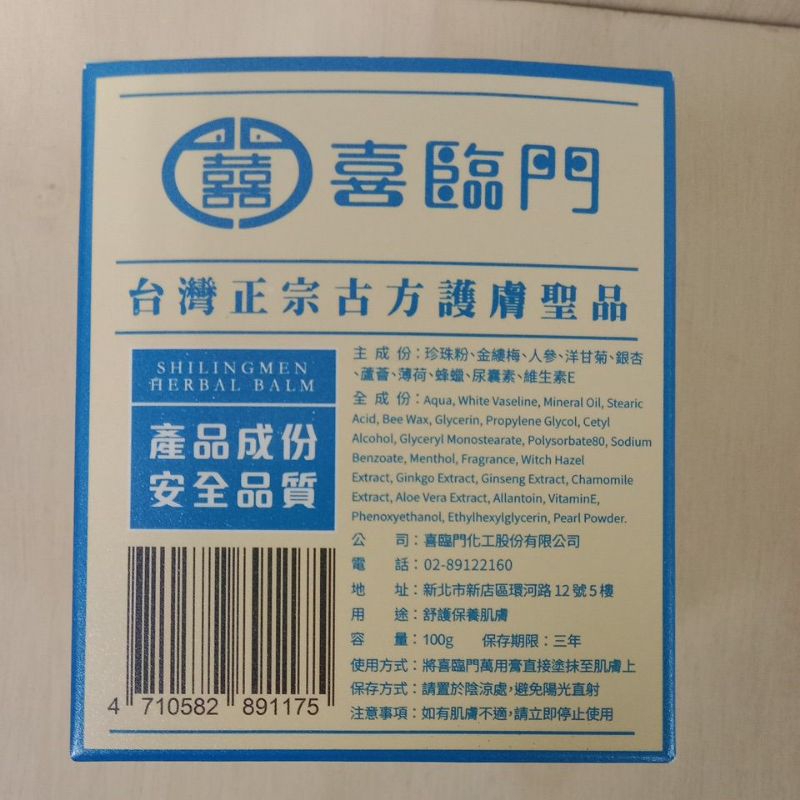 囍 喜臨門
台灣正宗古方護膚聖品
SHILINGMEN
HERBAL BALM
產品成份
安全品質
主成份：珍珠粉、金縷梅、人參、洋甘菊、銀杏
、蘆薈、薄荷、蜂蠟、尿囊素、維生素E
全成份：Aqua, White Vaseline, Mineral Oil, Stearic
Acid, Bee Wax, Glycerin, Propylene Glycol, Cetyl
Alcohol, Glyceryl Monostearate, Polysorbate80, Sodium
Benzoate, Menthol, Fragrance, Witch Hazel
Extract, Ginkgo Extract, Ginseng Extract, Chamomile
Extract, Aloe Vera Extract, Allantoin, VitaminE,
Phenoxyethanol, Ethylhexylglycerin, Pearl Powder.
公司：喜臨門化工股份有限公司
電話：02-89122160
地址：新北市新店區環河路12號5樓
用途：舒護保養肌膚
容量：100g 保存期限：三年
使用方式：將喜臨門萬用膏直接塗抹至肌膚上
保存方式：請置於陰涼處，避免陽光直射
注意事項：如有肌膚不適，請立即停止使用
4 710582 891175